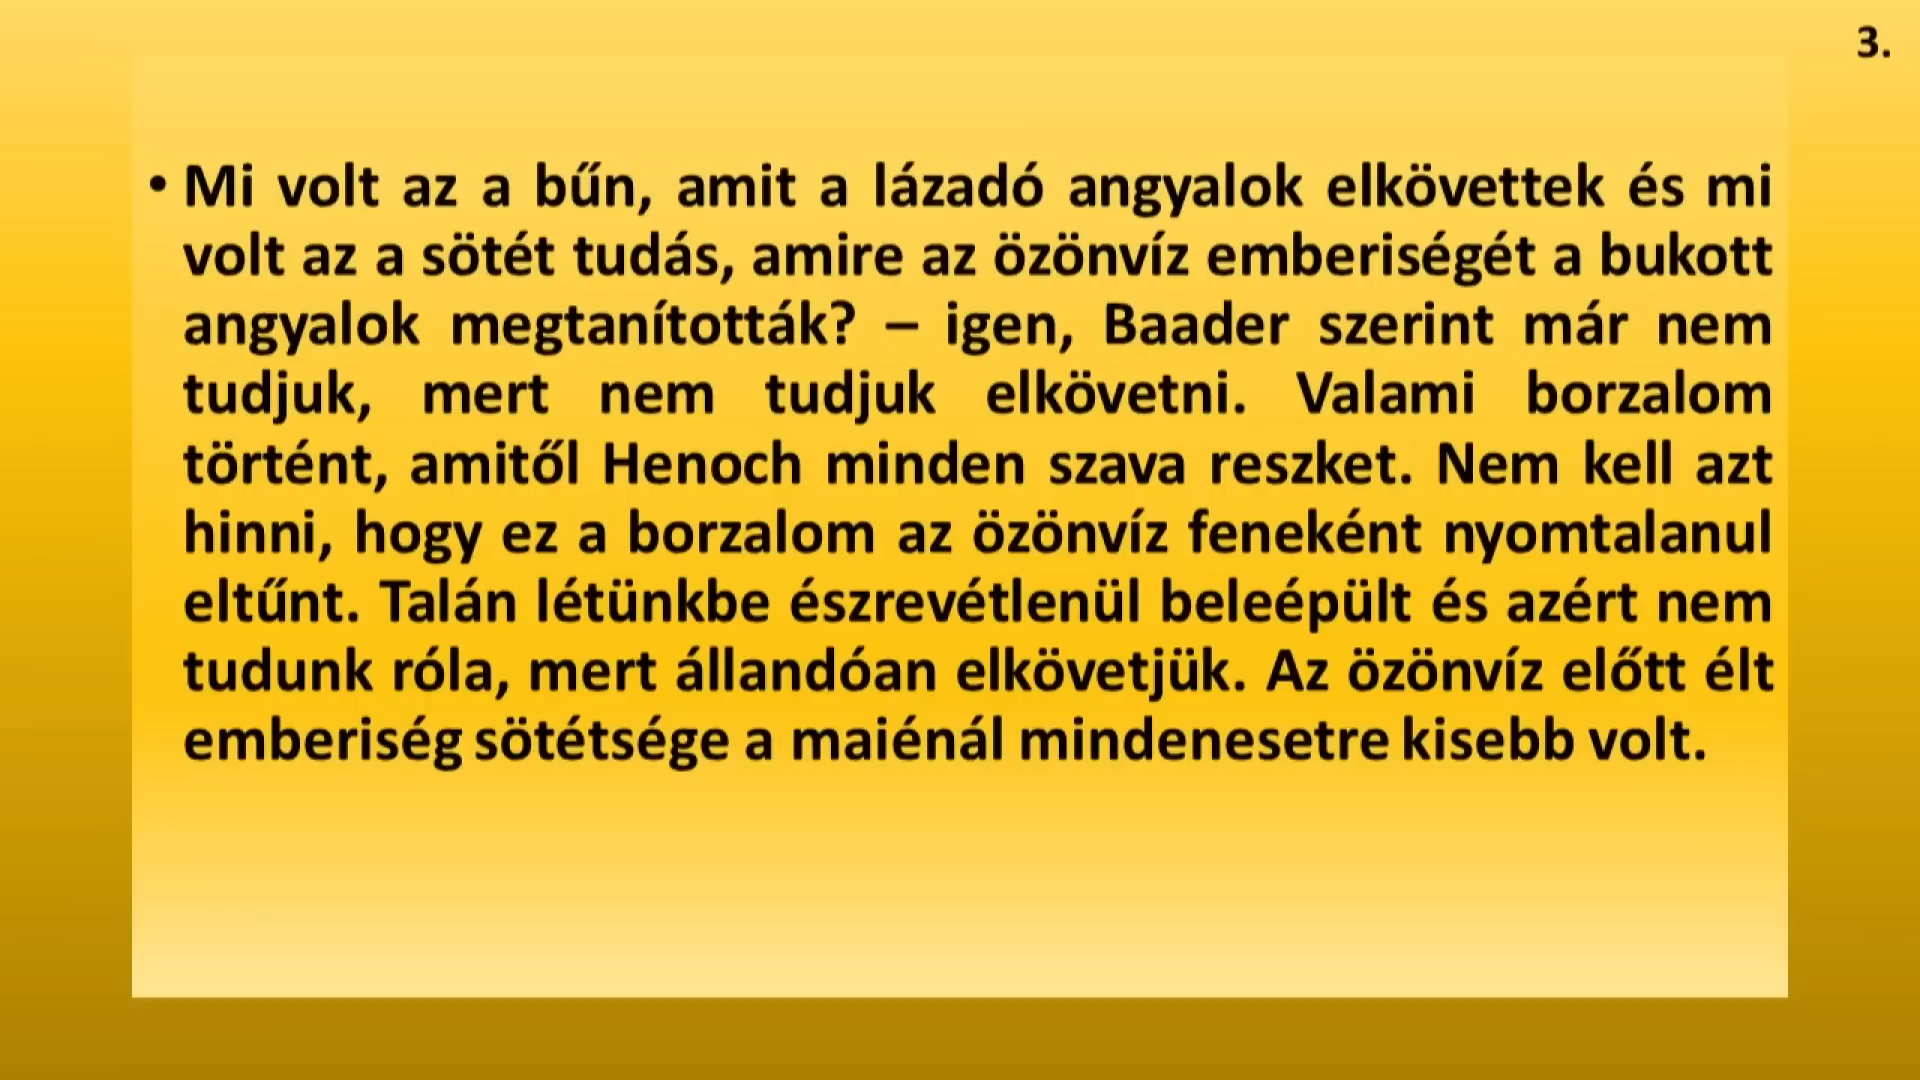 3.
• Mi volt az a bűn, amit a lázadó angyalok elkövettek és mi
volt az a sötét tudás, amire az özönvíz emberiségét a bukott
angyalok megtanították? – igen, Baader szerint már nem
tudjuk, mert nem tudjuk elkövetni. Valami borzalom
történt, amitől Henoch minden szava reszket. Nem kell azt
hinni, hogy ez a borzalom az özönvíz feneként nyomtalanul
eltűnt. Talán létünkbe észrevétlenül beleépült és azért nem
tudunk róla, mert állandóan elkövetjük. Az özönvíz előtt élt
emberiség sötétsége a maiénál mindenesetre kisebb volt.